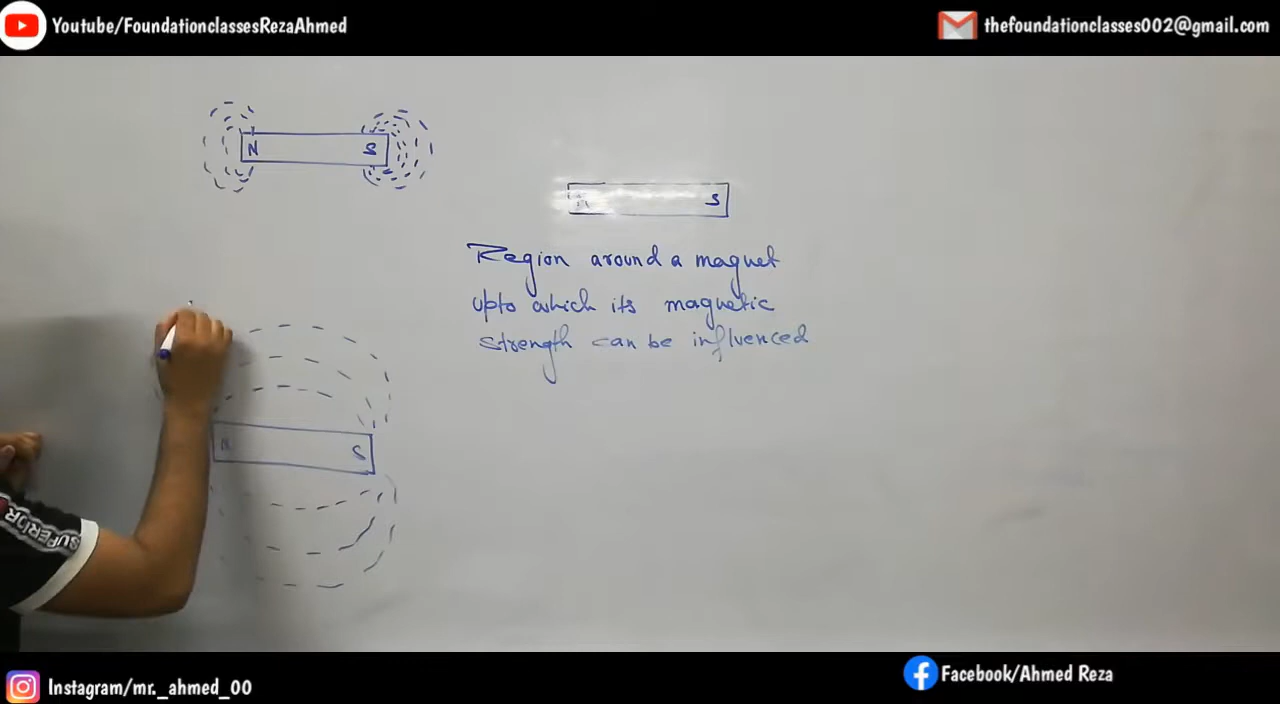 Youtube/FoundationclassesRezaAhmed
thefoundationclasses002@gmail.com
N S
S
Region around a magnet
upto which its magnetic
strength can be influenced
N S
SUPERIOR
Instagram/mr._ahmed_00
Facebook/Ahmed Reza